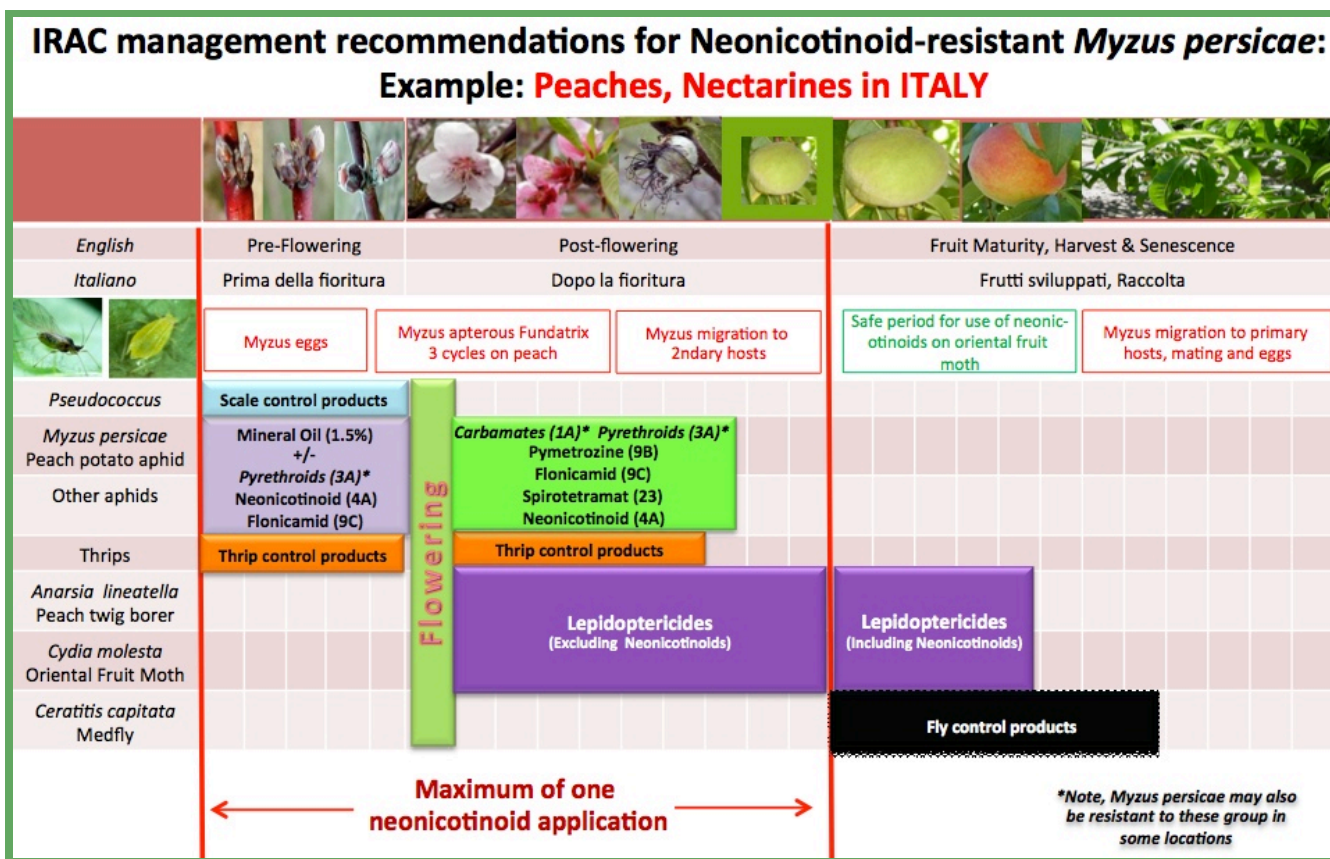 IRAC management recommendations for Neonicotinoid-resistant Myzus persicae:
Example: Peaches, Nectarines in ITALY
English
Pre-Flowering
Post-flowering
Fruit Maturity, Harvest & Senescence
Italiano
Prima della fioritura
Dopo la fioritura
Frutti sviluppati, Raccolta
Myzus eggs
Myzus apterous Fundatrix
3 cycles on peach
Myzus migration to
2ndary hosts
Safe period for use of neonic-
otinoids on oriental fruit
moth
Myzus migration to primary
hosts, mating and eggs
Pseudococcus
Scale control products
Flowering
Myzus persicae
Peach potato aphid
Other aphids
Mineral Oil (1.5%)
+/-
Pyrethroids (3A)*
Neonicotinoid (4A)
Flonicamid (9C)
Carbamates (1A)* Pyrethroids (3A)*
Pymetrozine (9B)
Flonicamid (9C)
Spirotetramat (23)
Neonicotinoid (4A)
Thrips
Thrip control products
Thrip control products
Anarsia lineatella
Peach twig borer
Cydia molesta
Oriental Fruit Moth
Lepidoptericides
(Excluding Neonicotinoids)
Lepidoptericides
(Including Neonicotinoids)
Ceratitis capitata
Medfly
Fly control products
Maximum of one
neonicotinoid application
*Note, Myzus persicae may also
be resistant to these group in
some locations